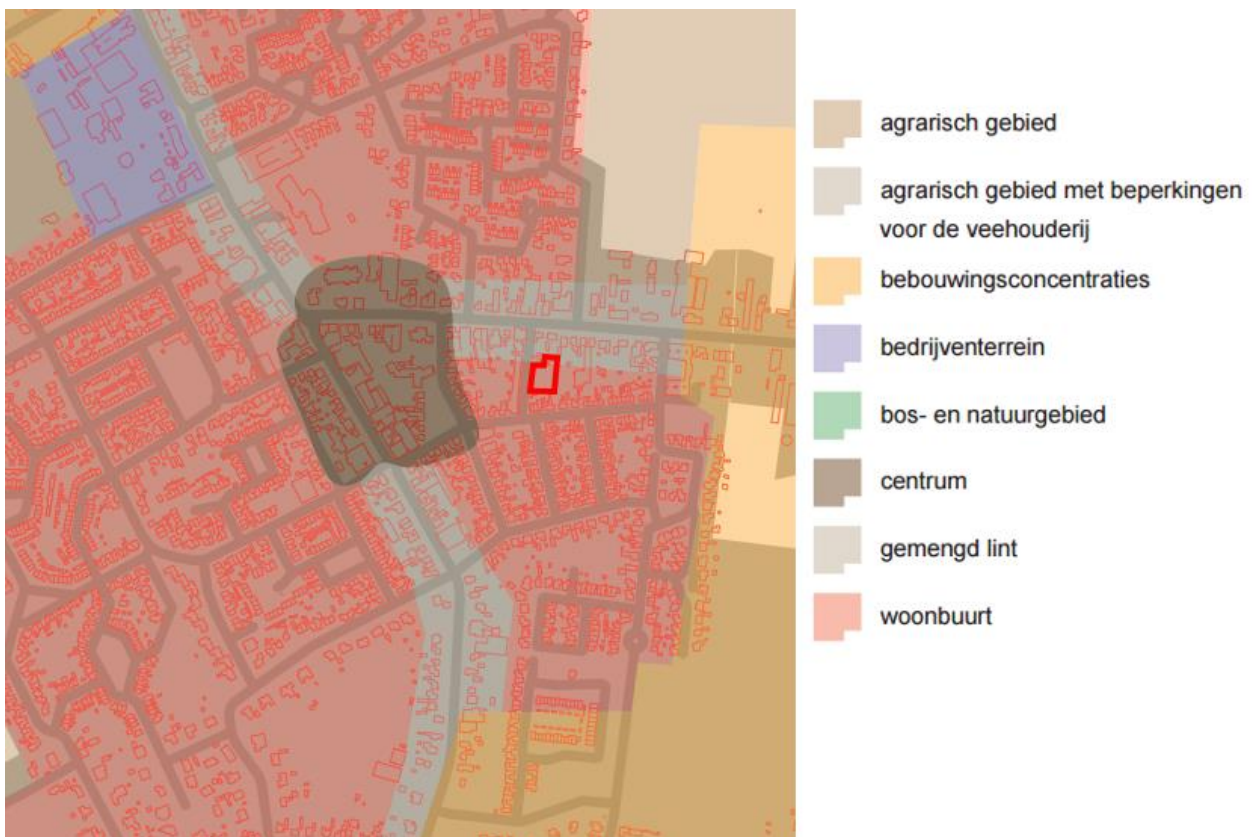 agrarisch gebied
agrarisch gebied met beperkingen
voor de veehouderij
bebouwingsconcentraties
bedrijventerrein
bos- en natuurgebied
centrum
gemengd lint
woonbuurt